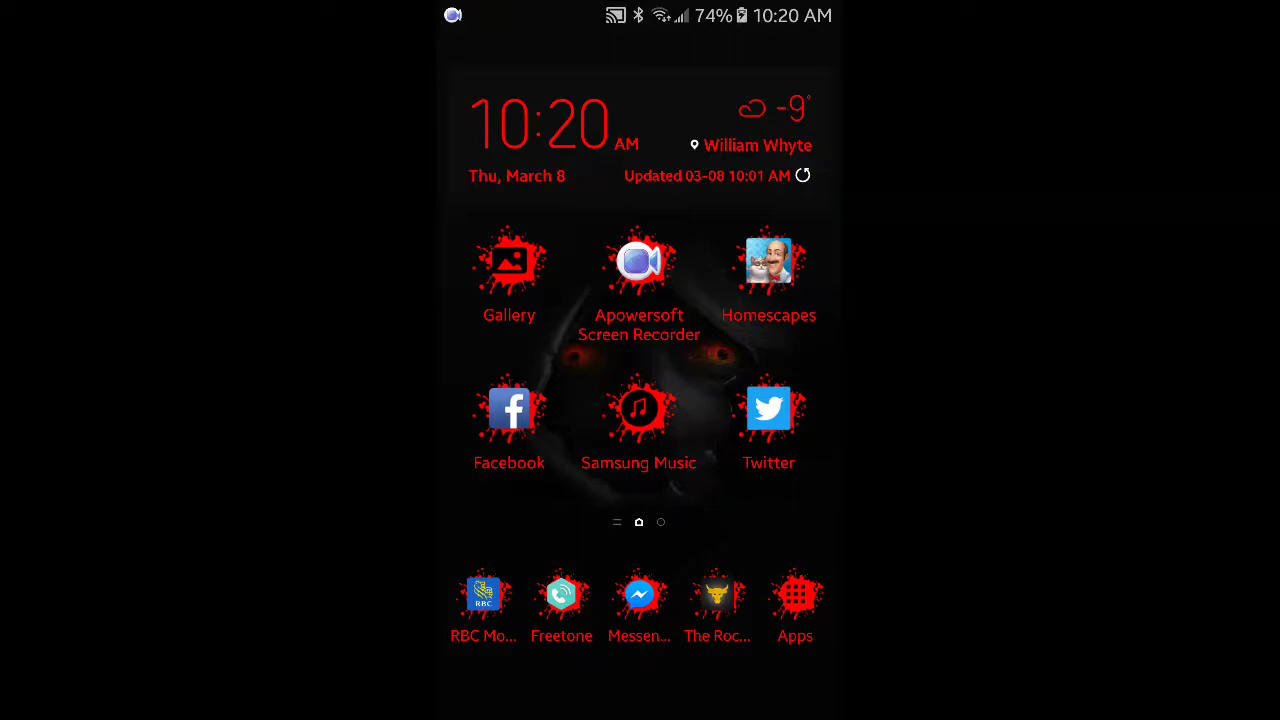 74% 10:20 AM
10:20 AM
-9°
William Whyte
Thu, March 8
Updated 03-08 10:01 AM
Gallery
Apowersoft
Screen Recorder
Homescapes
Facebook
Samsung Music
Twitter
RBC
RBC Mo...
Freetone
Messen...
The Roc...
Apps